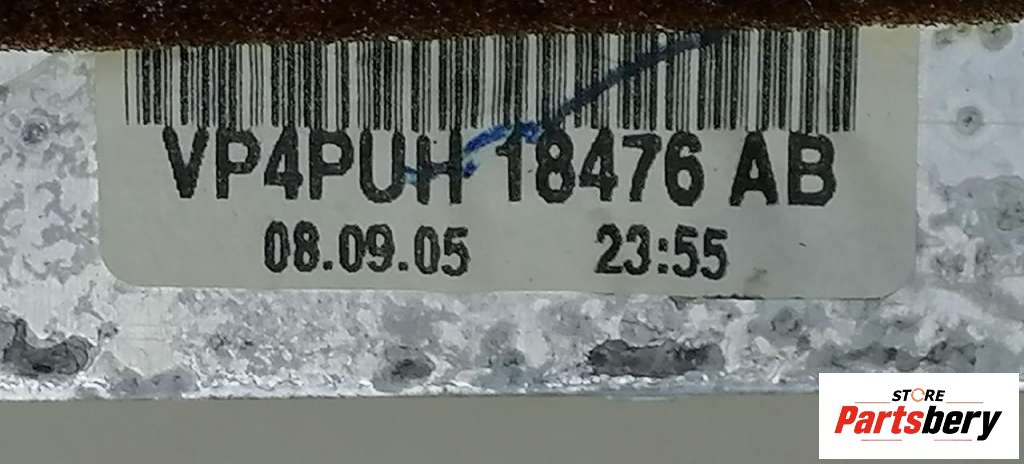 VP4PUH 18476 AB
08.09.05 23:55
STORE
Partsbery